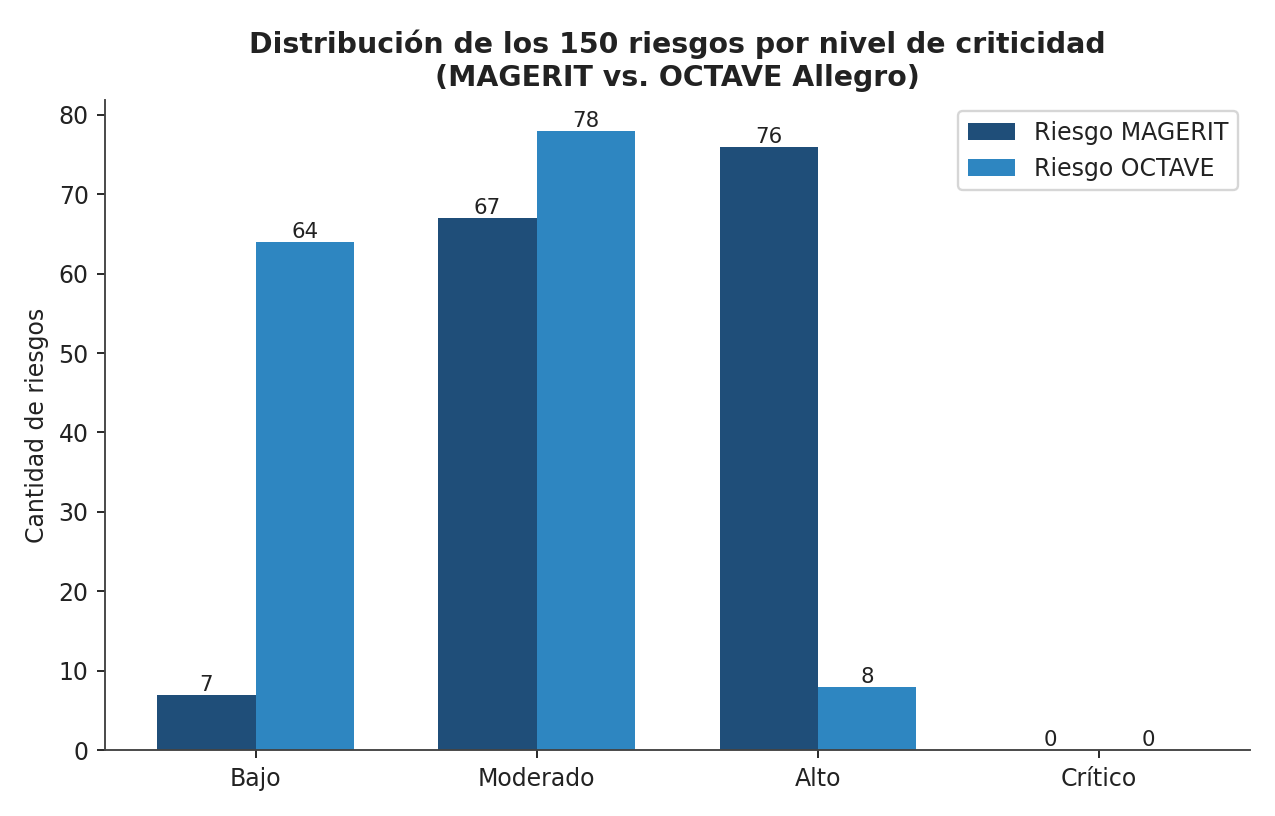 Distribución de los 150 riesgos por nivel de criticidad
(MAGERIT vs. OCTAVE Allegro)
Riesgo MAGERIT
Riesgo OCTAVE
Cantidad de riesgos
80
70
60
50
40
30
20
10
0
7
64
67
78
76
8
0
0
Bajo
Moderado
Alto
Crítico